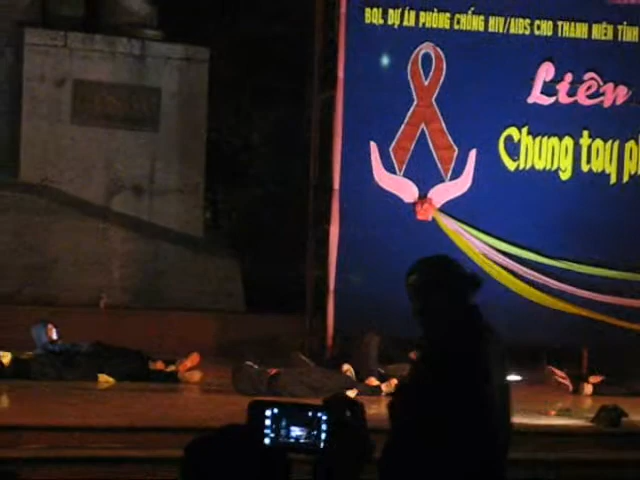 BQL DỰ ÁN PHÒNG CHỐNG HIV/AIDS CHO THANH NIÊN TỈNH
Liên
Chung tay